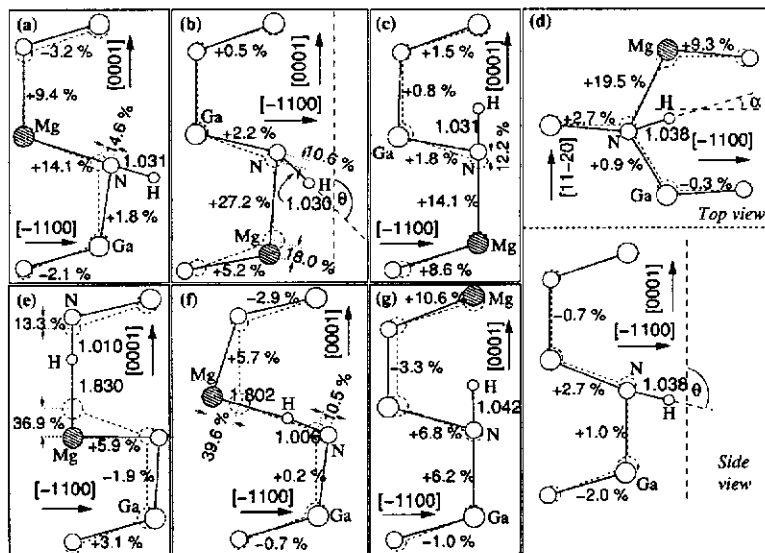 (a)
−3.2 %
[0001]
+9.4 %
Mg
14.6 %
+14.1 %
1.031
N
H
+1.8 %
[-1100]
Ga
−2.1 %
(b)
+0.5 %
[0001]
[-1100]
Ga
+2.2 %
10.6 %
N
H
+27.2 %
1.030
θ
Mg
18.0 %
+5.2 %
(c)
+1.5 %
[0001]
+0.8 %
H
1.031
12.2 %
Ga
+1.8 %
N
+14.1 %
[-1100]
Mg
+8.6 %
(d)
Mg
+9.3 %
+19.5 %
+2.7 %
H
α
N
1.038
[-1100]
[11-20]
+0.9 %
−0.3 %
Ga
Top view
[0001]
−0.7 %
[-1100]
N
+2.7 %
1.038
θ
H
+1.0 %
Ga
−2.0 %
Side
view
(e)
N
13.3 %
1.010
[0001]
H
1.830
36.9 %
Mg
+5.9 %
−1.9 %
[-1100]
Ga
+3.1 %
(f)
−2.9 %
[0001]
+5.7 %
Mg
1.802
H
10.5 %
39.6 %
N
+0.2 %
[-1100]
Ga
−0.7 %
(g)
+10.6 %
Mg
[0001]
−3.3 %
H
1.042
+6.8 %
N
+6.2 %
[-1100]
Ga
−1.0 %